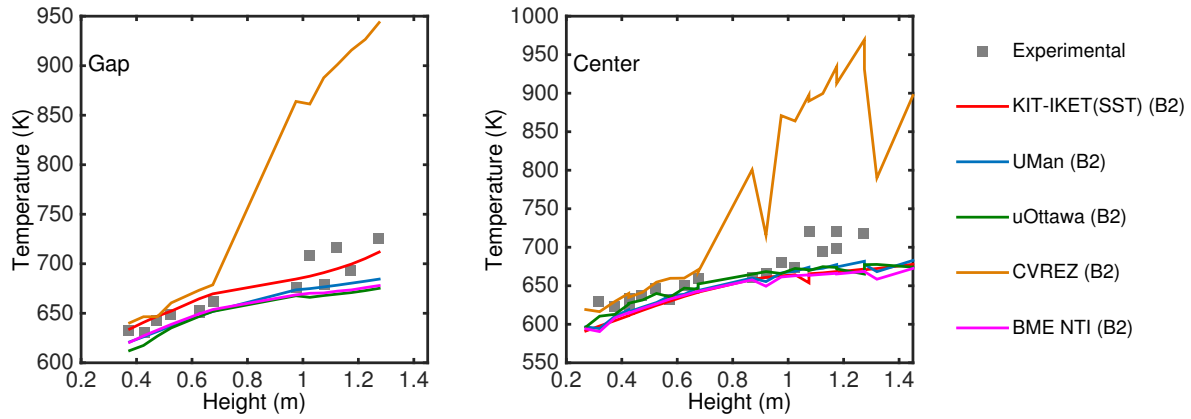 Temperature (K)
950
900
850
800
750
700
650
600
0.2
0.4
0.6
0.8
1
1.2
1.4
Height (m)
Gap
Temperature (K)
1000
950
900
850
800
750
700
650
600
550
0.2
0.4
0.6
0.8
1
1.2
1.4
Height (m)
Center
Experimental
KIT-IKET(SST) (B2)
UMan (B2)
uOttawa (B2)
CVREZ (B2)
BME NTI (B2)